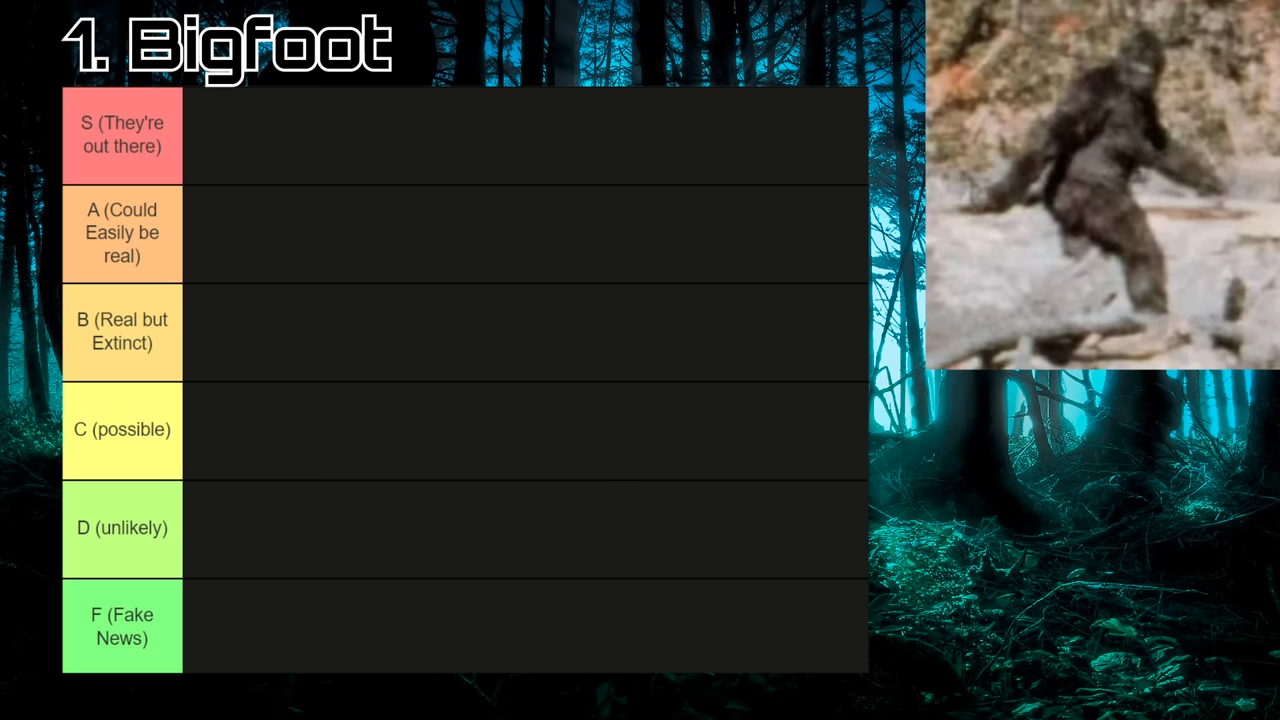 1. Bigfoot
S (They're
out there)
A (Could
Easily be
real)
B (Real but
Extinct)
C (possible)
D (unlikely)
F (Fake
News)